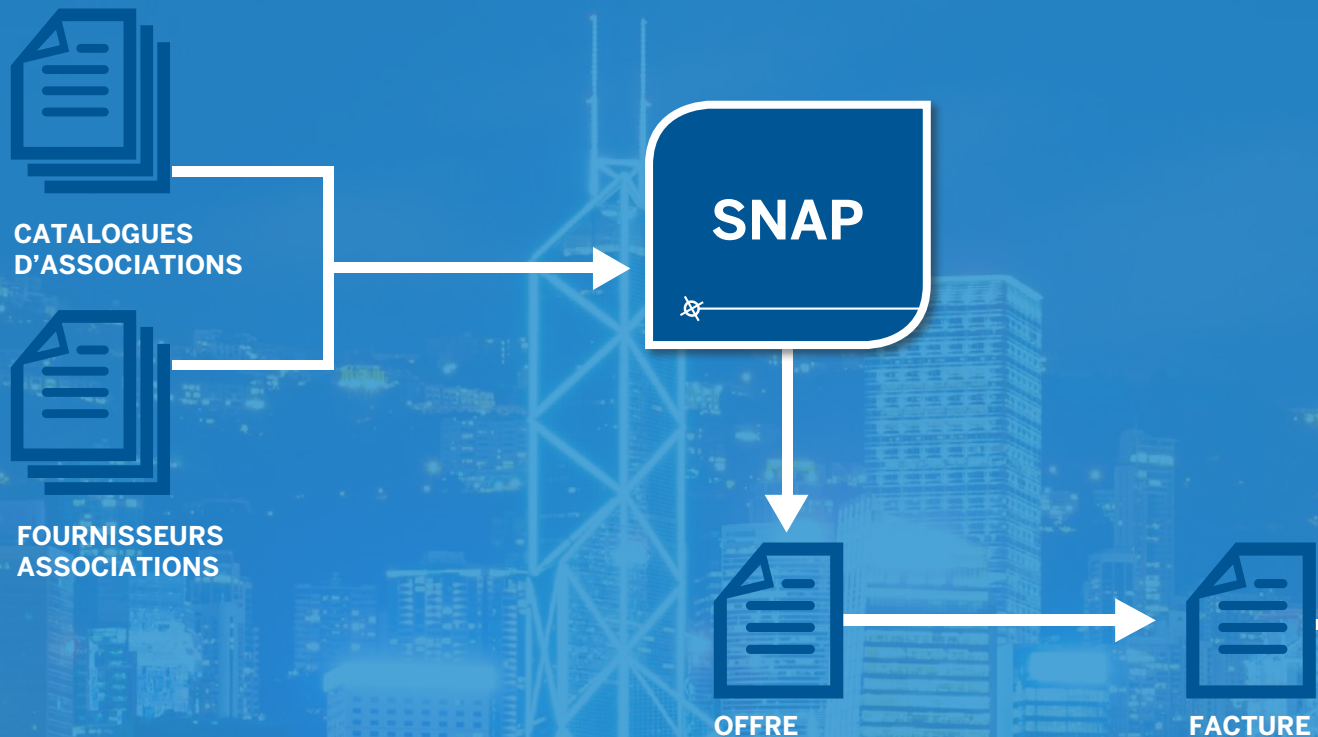 CATALOGUES
D'ASSOCIATIONS
SNAP
FOURNISSEURS
ASSOCIATIONS
OFFRE
FACTURE